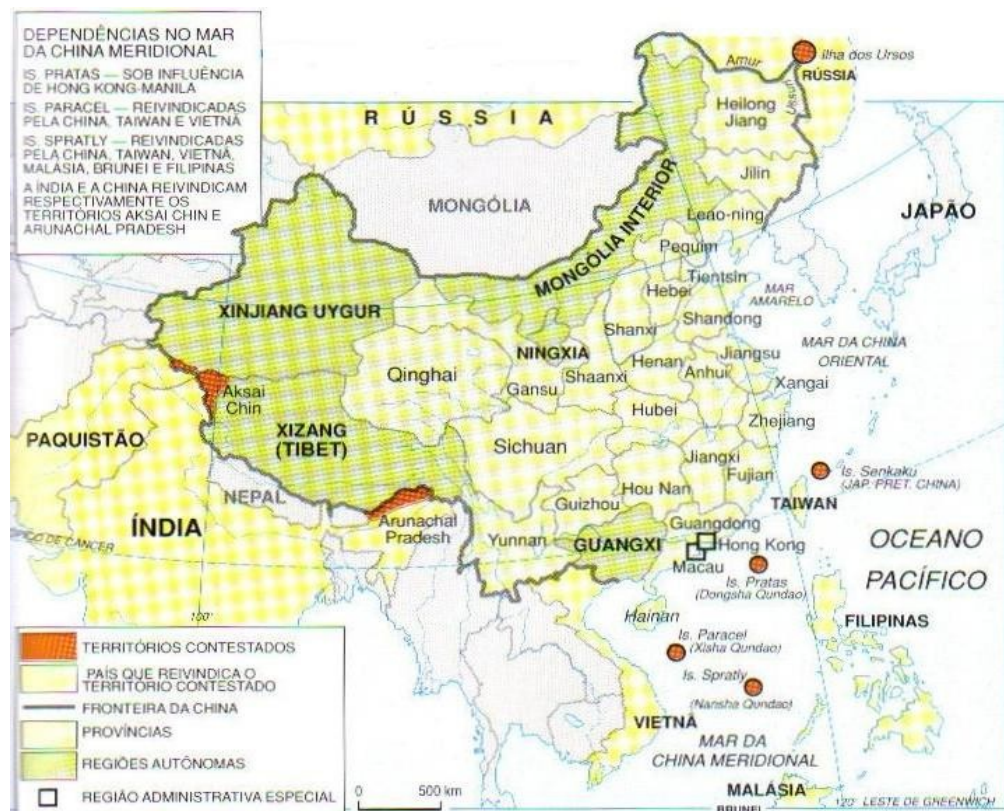 DEPENDÊNCIAS NO MAR
DA CHINA MERIDIONAL
IS. PRATAS — SOB INFLUÊNCIA
DE HONG KONG-MANILA
IS. PARACEL — REIVINDICADAS
PELA CHINA, TAIWAN E VIETNÃ
IS. SPRATLY — REIVINDICADAS
PELA CHINA, TAIWAN, VIETNÃ,
MALÁSIA, BRUNEI E FILIPINAS
A ÍNDIA E A CHINA REIVINDICAM
RESPECTIVAMENTE OS
TERRITÓRIOS AKSAI CHIN E
ARUNACHAL PRADESH
Ilha dos Ursos
Amur
RÚSSIA
Ussuri
RÚSSIA
Heilong
Jiang
Jilin
MONGÓLIA
Leao-ning
JAPÃO
MONGÓLIA INTERIOR
Pequim
Tientsin
Hebei
MAR
AMARELO
XINJIANG UYGUR
Shanxi
Shandong
MAR DA CHINA
ORIENTAL
NINGXIA
Qinghai
Gansu
Shaanxi
Henan
Jiangsu
Anhui
Xangai
Aksai
Chin
Hubei
Zhejiang
PAQUISTÃO
XIZANG
(TIBET)
Sichuan
Jiangxi
Fujian
Is. Senkaku
(JAP. PRET. CHINA)
NEPAL
Hou Nan
Guizhou
TAIWAN
ÍNDIA
Arunachal
Pradesh
Yunnan
GUANGXI
Guangdong
Hong Kong
Macau
OCEANO
PACÍFICO
DE CÂNCER
Is. Pratas
(Dongsha Qundao)
100°
Hainan
FILIPINAS
Is. Paracel
(Xisha Qundao)
Is. Spratly
(Nansha Qundao)
VIETNÃ
MAR DA
CHINA MERIDIONAL
MALÁSIA
BRUNEI
120° LESTE DE GREENWICH
TERRITÓRIOS CONTESTADOS
PAÍS QUE REIVINDICA O
TERRITÓRIO CONTESTADO
FRONTEIRA DA CHINA
PROVÍNCIAS
REGIÕES AUTÔNOMAS
REGIÃO ADMINISTRATIVA ESPECIAL
0 500 km